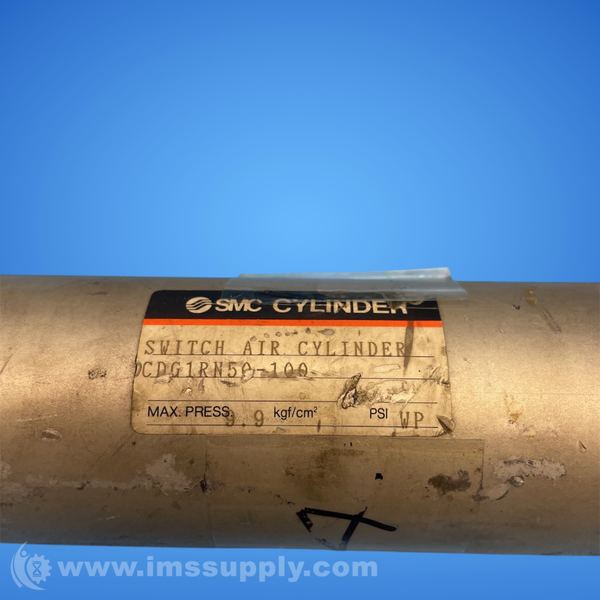 SMC CYLINDER
SWITCH AIR CYLINDER
CDG1RN50-100
MAX. PRESS. 9.9 kgf/cm² PSI WP
A
www.imssupply.com